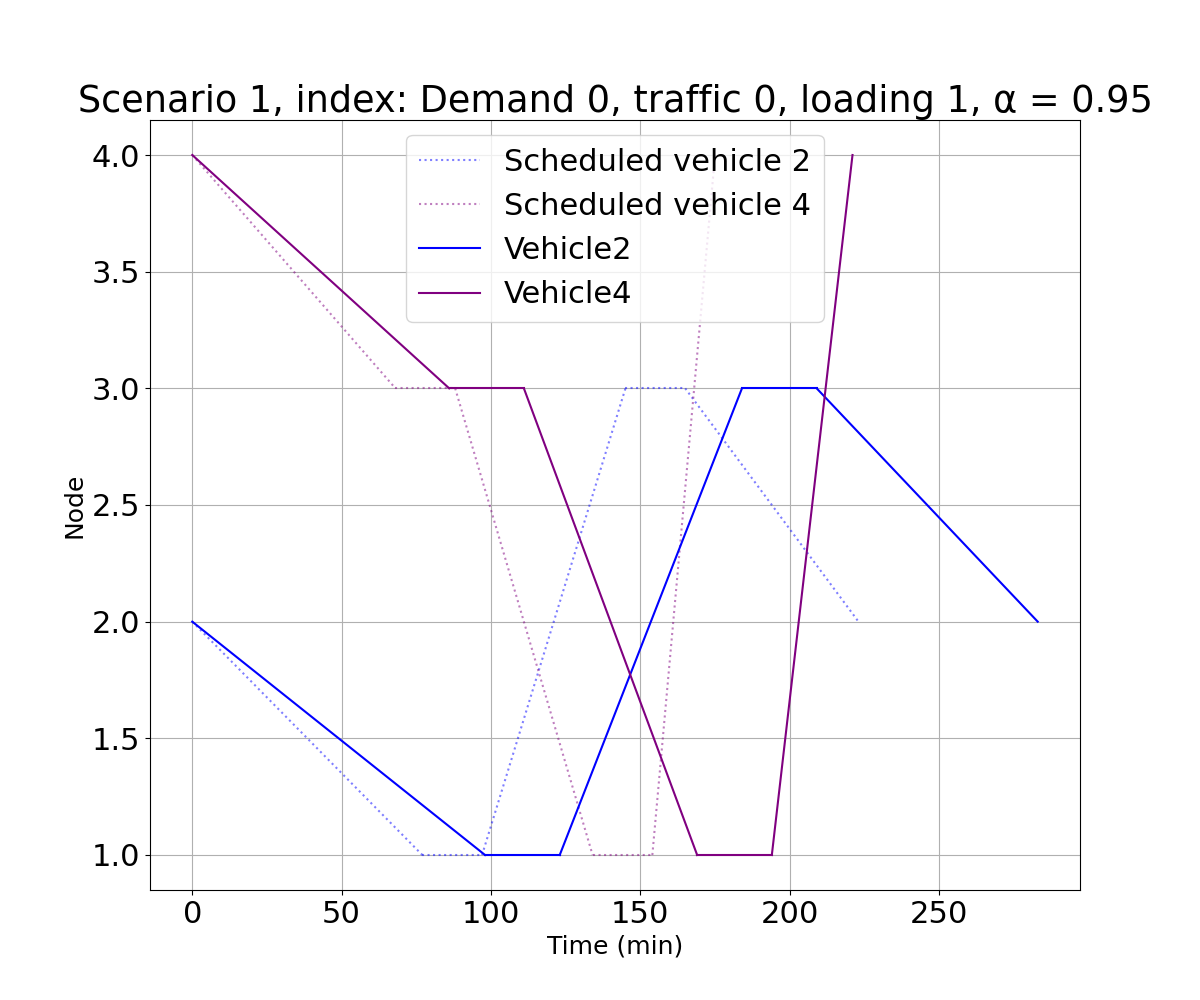 Scenario 1, index: Demand 0, traffic 0, loading 1, α = 0.95
Scheduled vehicle 2
Scheduled vehicle 4
Vehicle2
Vehicle4
4.0
3.5
3.0
2.5
2.0
1.5
1.0
Node
0 50 100 150 200 250
Time (min)